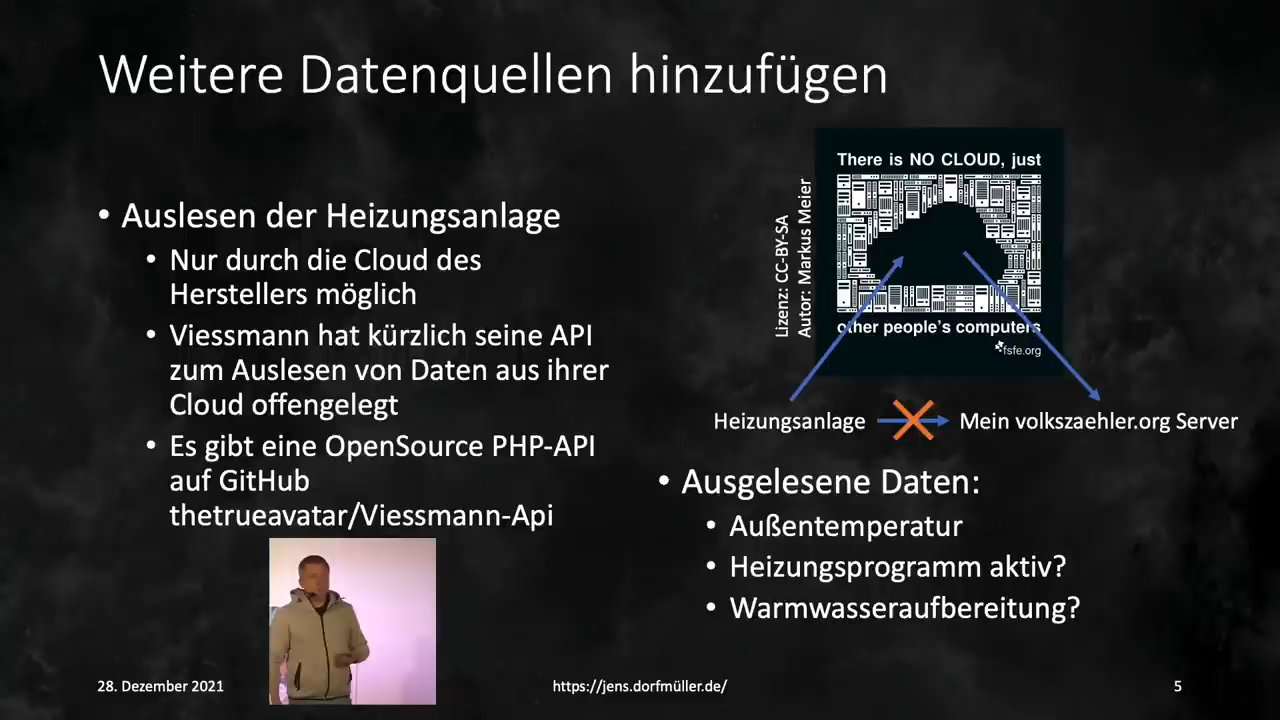 Weitere Datenquellen hinzufügen
• Auslesen der Heizungsanlage
• Nur durch die Cloud des
Herstellers möglich
• Viessmann hat kürzlich seine API
zum Auslesen von Daten aus ihrer
Cloud offengelegt
• Es gibt eine OpenSource PHP-API
auf GitHub
thetrueavatar/Viessmann-Api
Lizenz: CC-BY-SA
Autor: Markus Meier
There is NO CLOUD, just
other people's computers
fsfe.org
Heizungsanlage
Mein volkszaehler.org Server
• Ausgelesene Daten:
• Außentemperatur
• Heizungsprogramm aktiv?
• Warmwasseraufbereitung?
28. Dezember 2021
https://jens.dorfmüller.de/
5